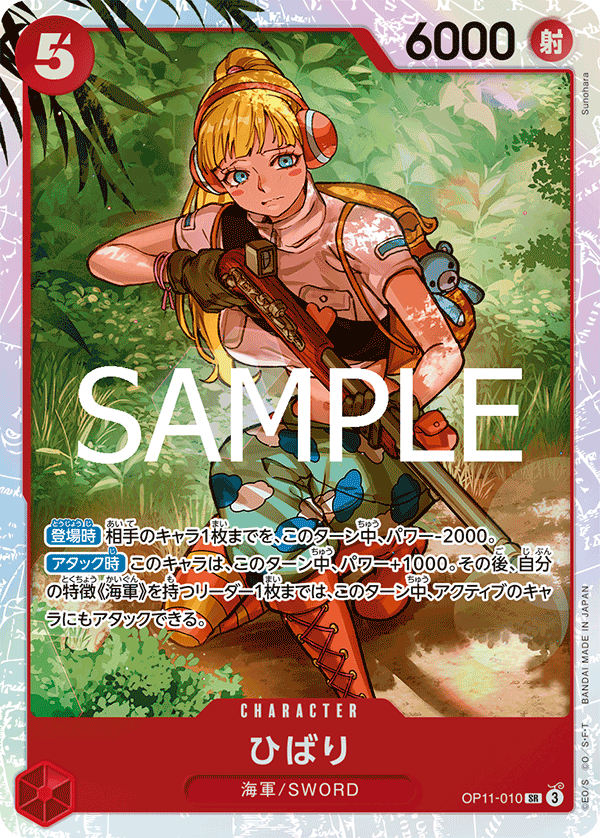 5
6000
射
Sunohara
SAMPLE
登場時 相手のキャラ1枚までを、このターン中、パワー-2000。
アタック時 このキャラは、このターン中、パワー+1000。その後、自分
の特徴《海軍》を持つリーダー1枚までは、このターン中、アクティブのキャ
ラにもアタックできる。
CHARACTER
ひばり
海軍/SWORD
OP11-010 SR 3
©E.O/S ©O/S・F・T BANDAI MADE IN JAPAN